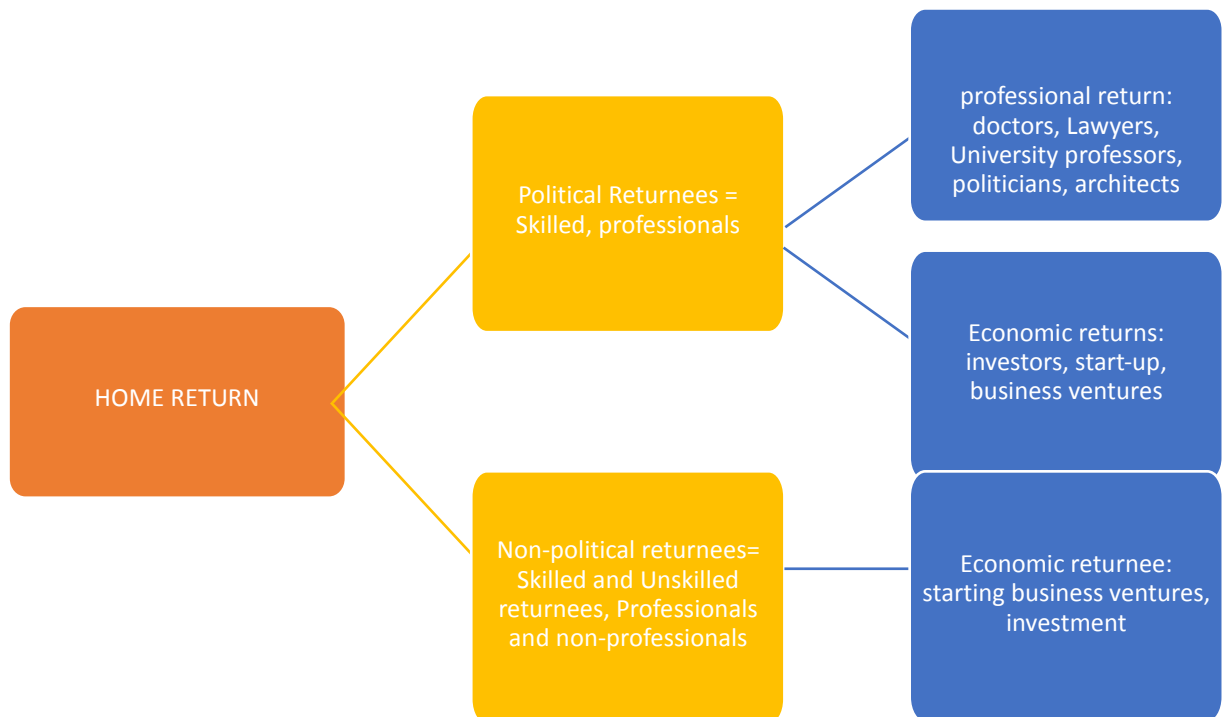 HOME RETURN
Political Returnees =
Skilled, professionals
Non-political returnees=
Skilled and Unskilled
returnees, Professionals
and non-professionals
professional return:
doctors, Lawyers,
University professors,
politicians, architects
Economic returns:
investors, start-up,
business ventures
Economic returnee:
starting business ventures,
investment